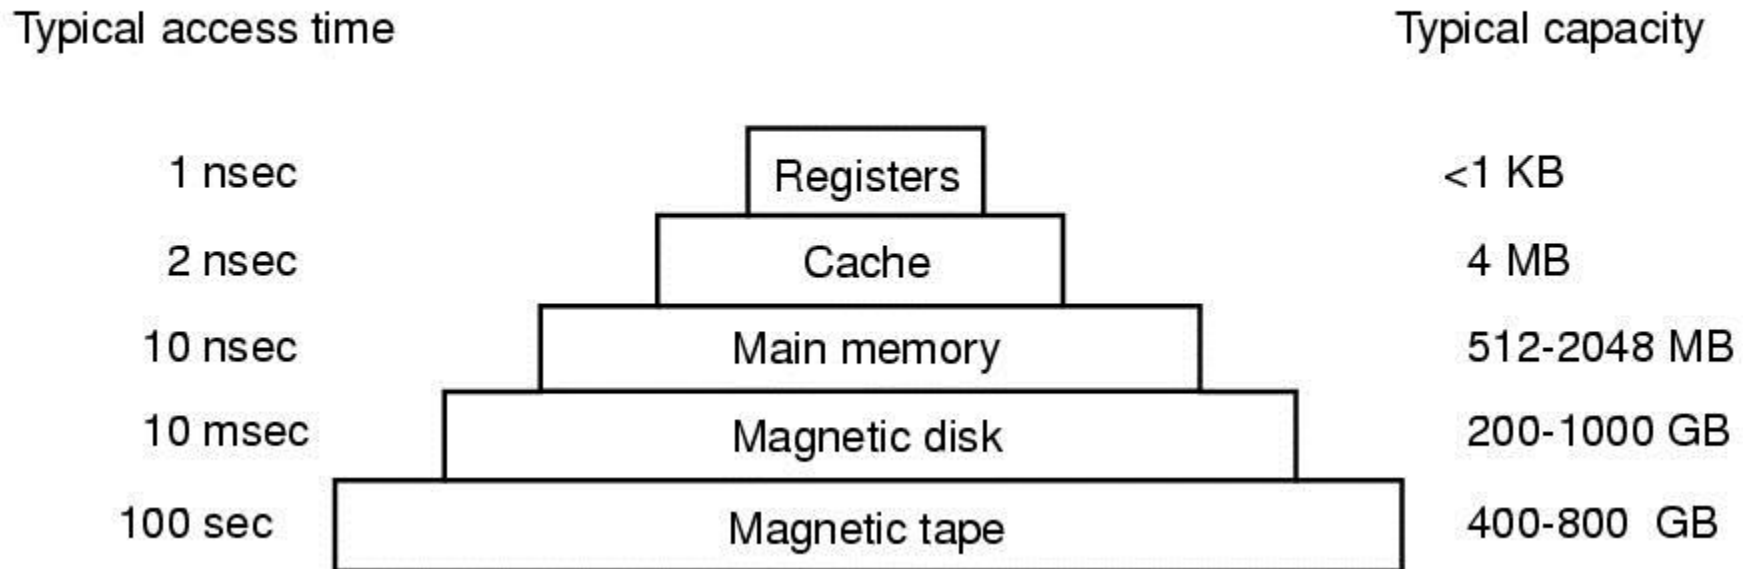 Typical access time Typical capacity
1 nsec Registers <1 KB
2 nsec Cache 4 MB
10 nsec Main memory 512-2048 MB
10 msec Magnetic disk 200-1000 GB
100 sec Magnetic tape 400-800 GB